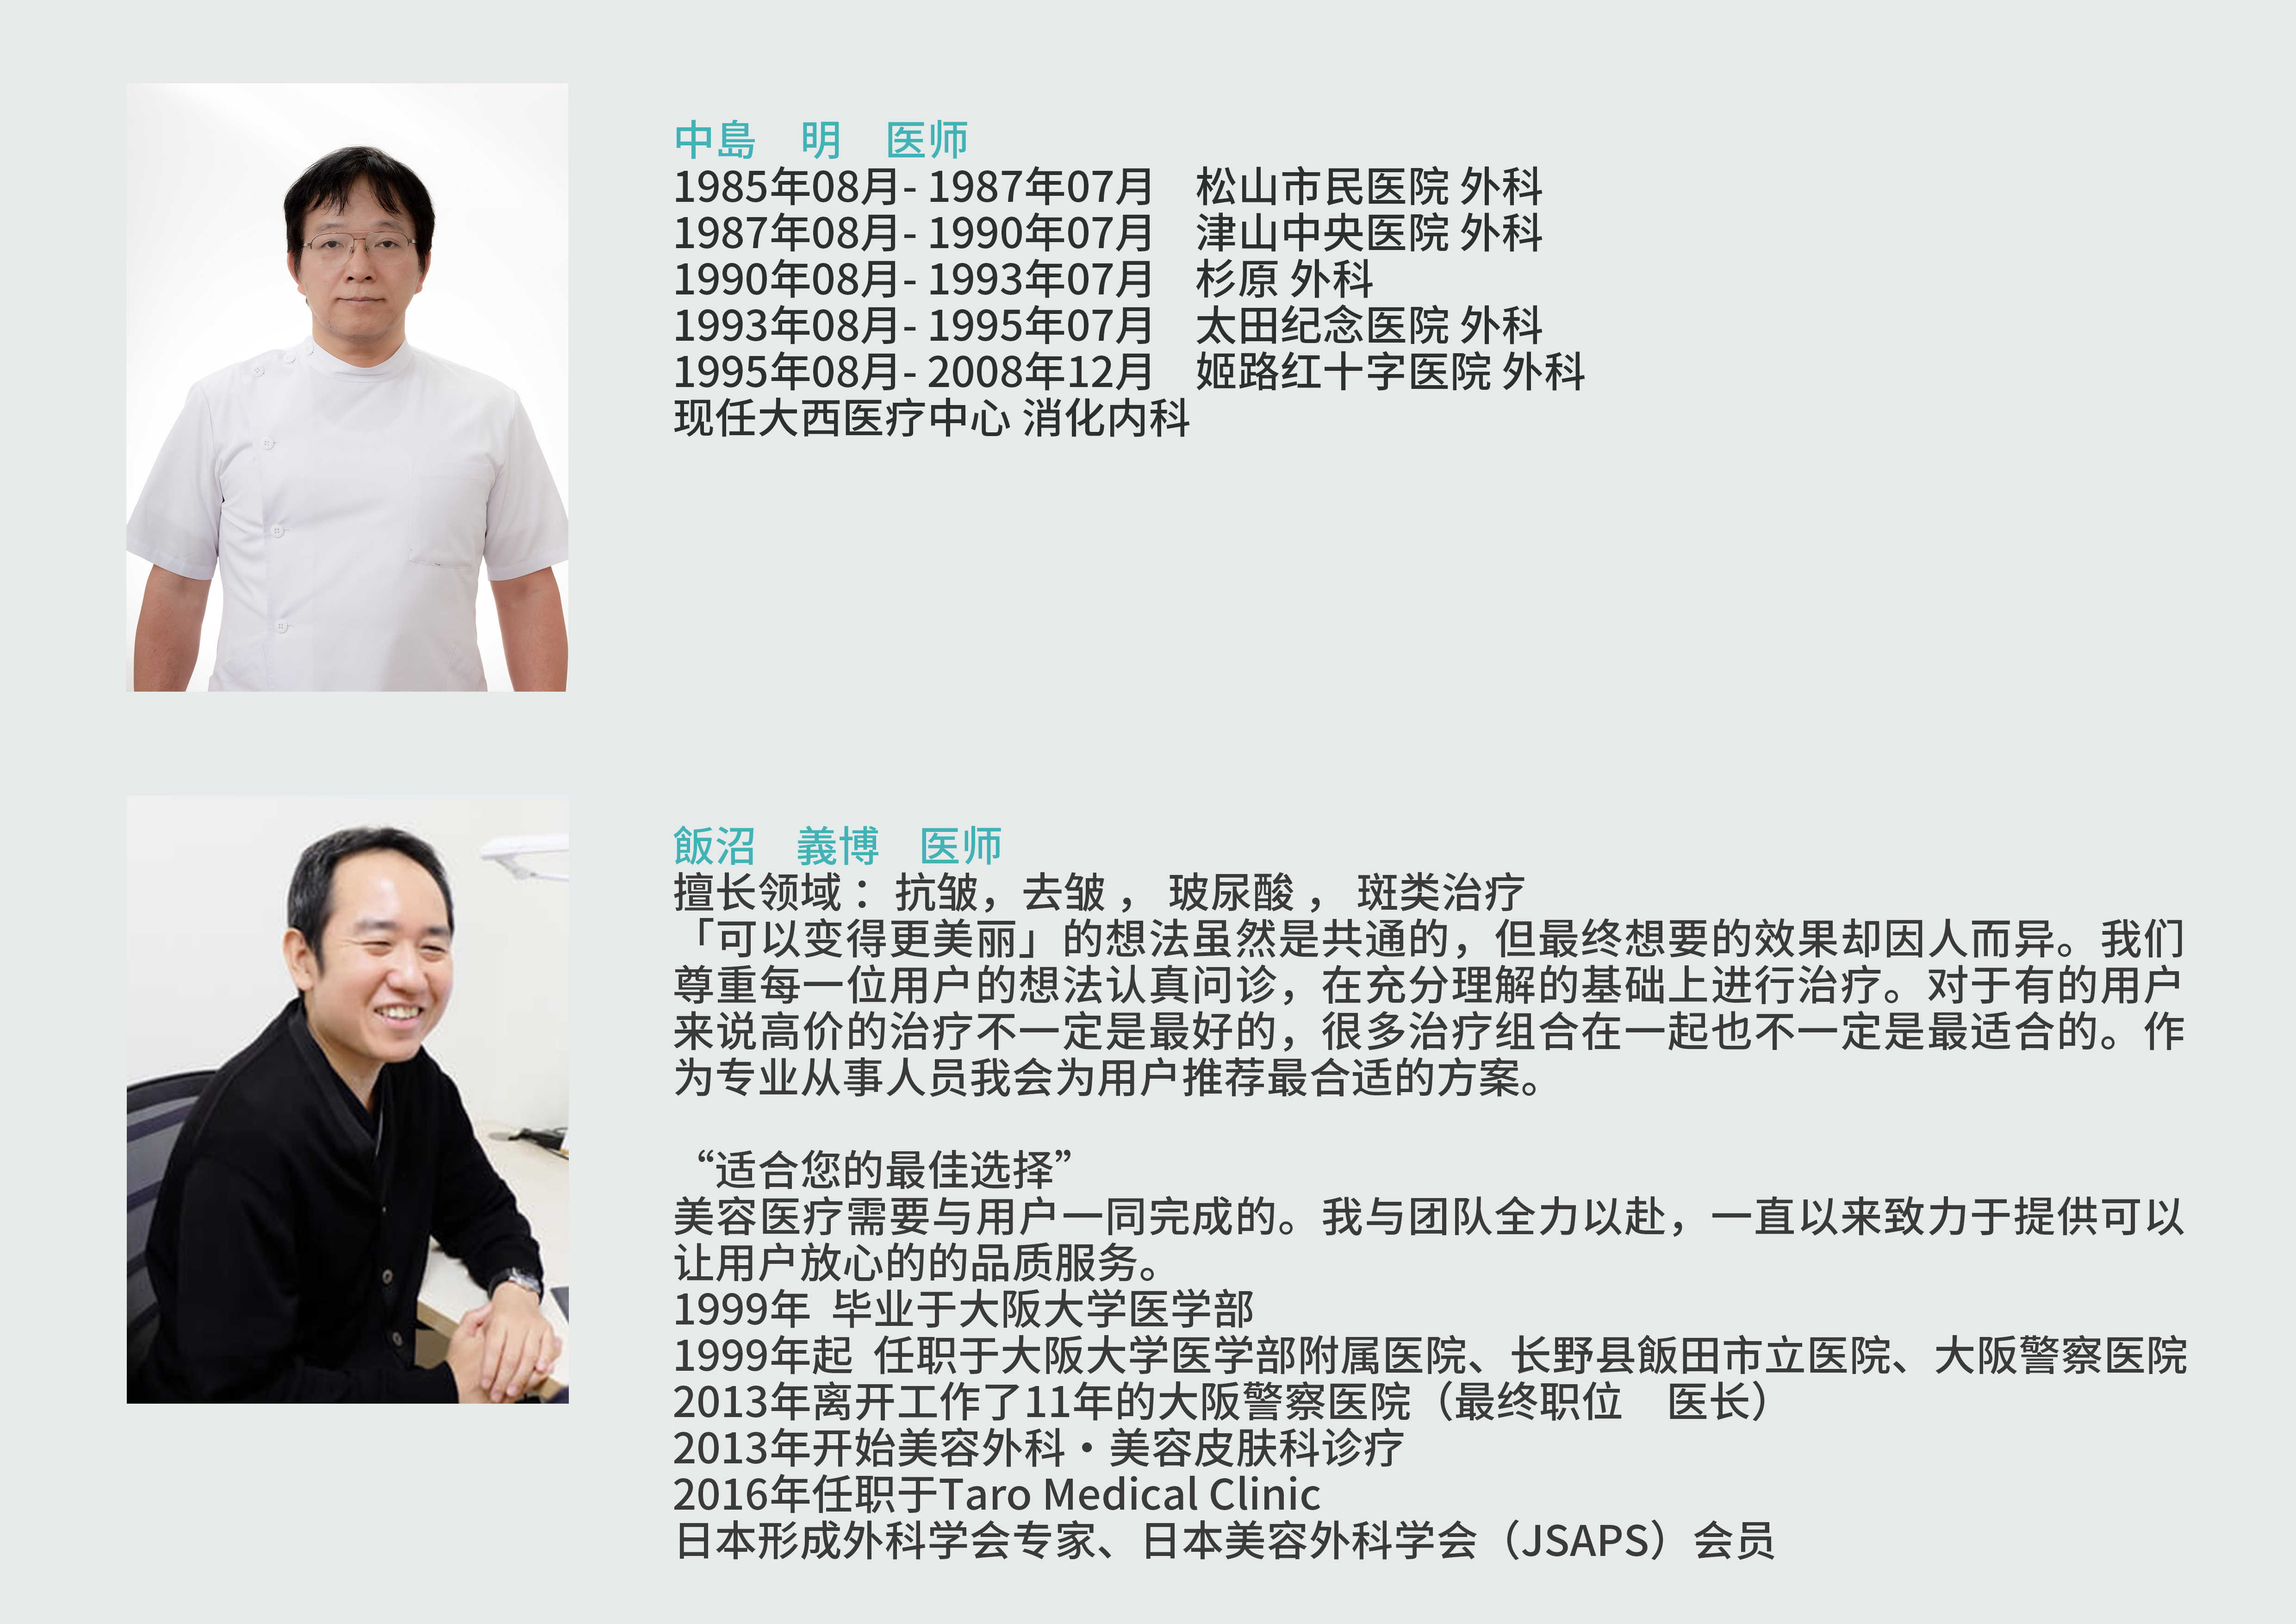 中島　明　医师
1985年08月- 1987年07月　松山市民医院 外科
1987年08月- 1990年07月　津山中央医院 外科
1990年08月- 1993年07月　杉原 外科
1993年08月- 1995年07月　太田纪念医院 外科
1995年08月- 2008年12月　姬路红十字医院 外科
现任大西医疗中心 消化内科
飯沼　義博　医师
擅长领域 ：抗皱，去皱 ， 玻尿酸 ， 斑类治疗
「可以变得更美丽」的想法虽然是共通的，但最终想要的效果却因人而异。我们
尊重每一位用户的想法认真问诊，在充分理解的基础上进行治疗。对于有的用户
来说高价的治疗不一定是最好的，很多治疗组合在一起也不一定是最适合的。作
为专业从事人员我会为用户推荐最合适的方案。
“适合您的最佳选择”
美容医疗需要与用户一同完成的。我与团队全力以赴，一直以来致力于提供可以
让用户放心的的品质服务。
1999年 毕业于大阪大学医学部
1999年起 任职于大阪大学医学部附属医院、长野县飯田市立医院、大阪警察医院
2013年离开工作了11年的大阪警察医院（最终职位　医长）
2013年开始美容外科・美容皮肤科诊疗
2016年任职于Taro Medical Clinic
日本形成外科学会专家、日本美容外科学会（JSAPS）会员